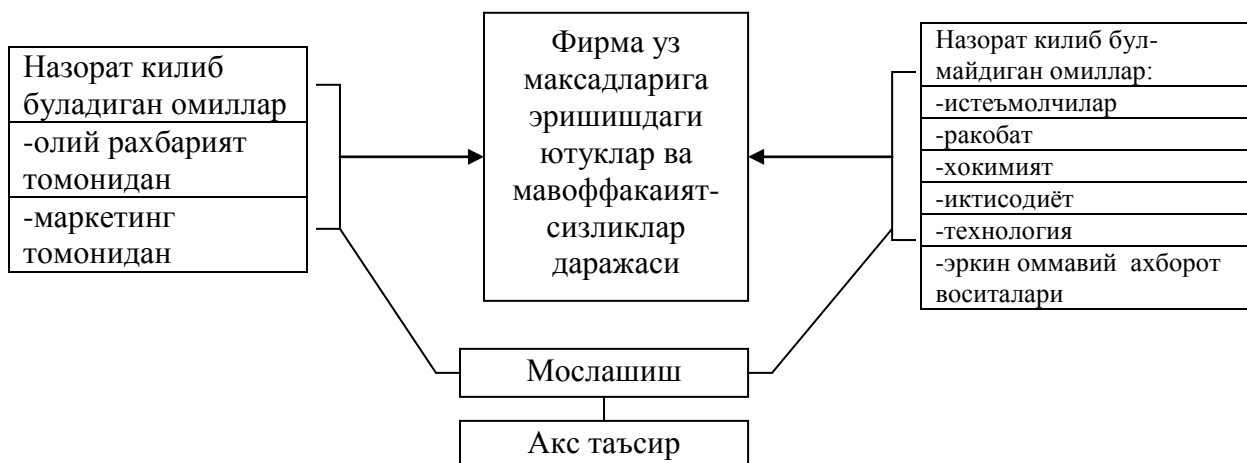 Назорат килиб
буладиган омиллар
-олий рахбарият
томонидан
-маркетинг
томонидан
Фирма уз
максадларига
эришишдаги
ютуклар ва
мавоффакаият-
сизликлар
даражаси
Назорат килиб бул-
майдиган омиллар:
-истеъмолчилар
-ракобат
-хокимият
-иктисодиёт
-технология
-эркин оммавий ахборот
воситалари
Мослашиш
Акс таъсир